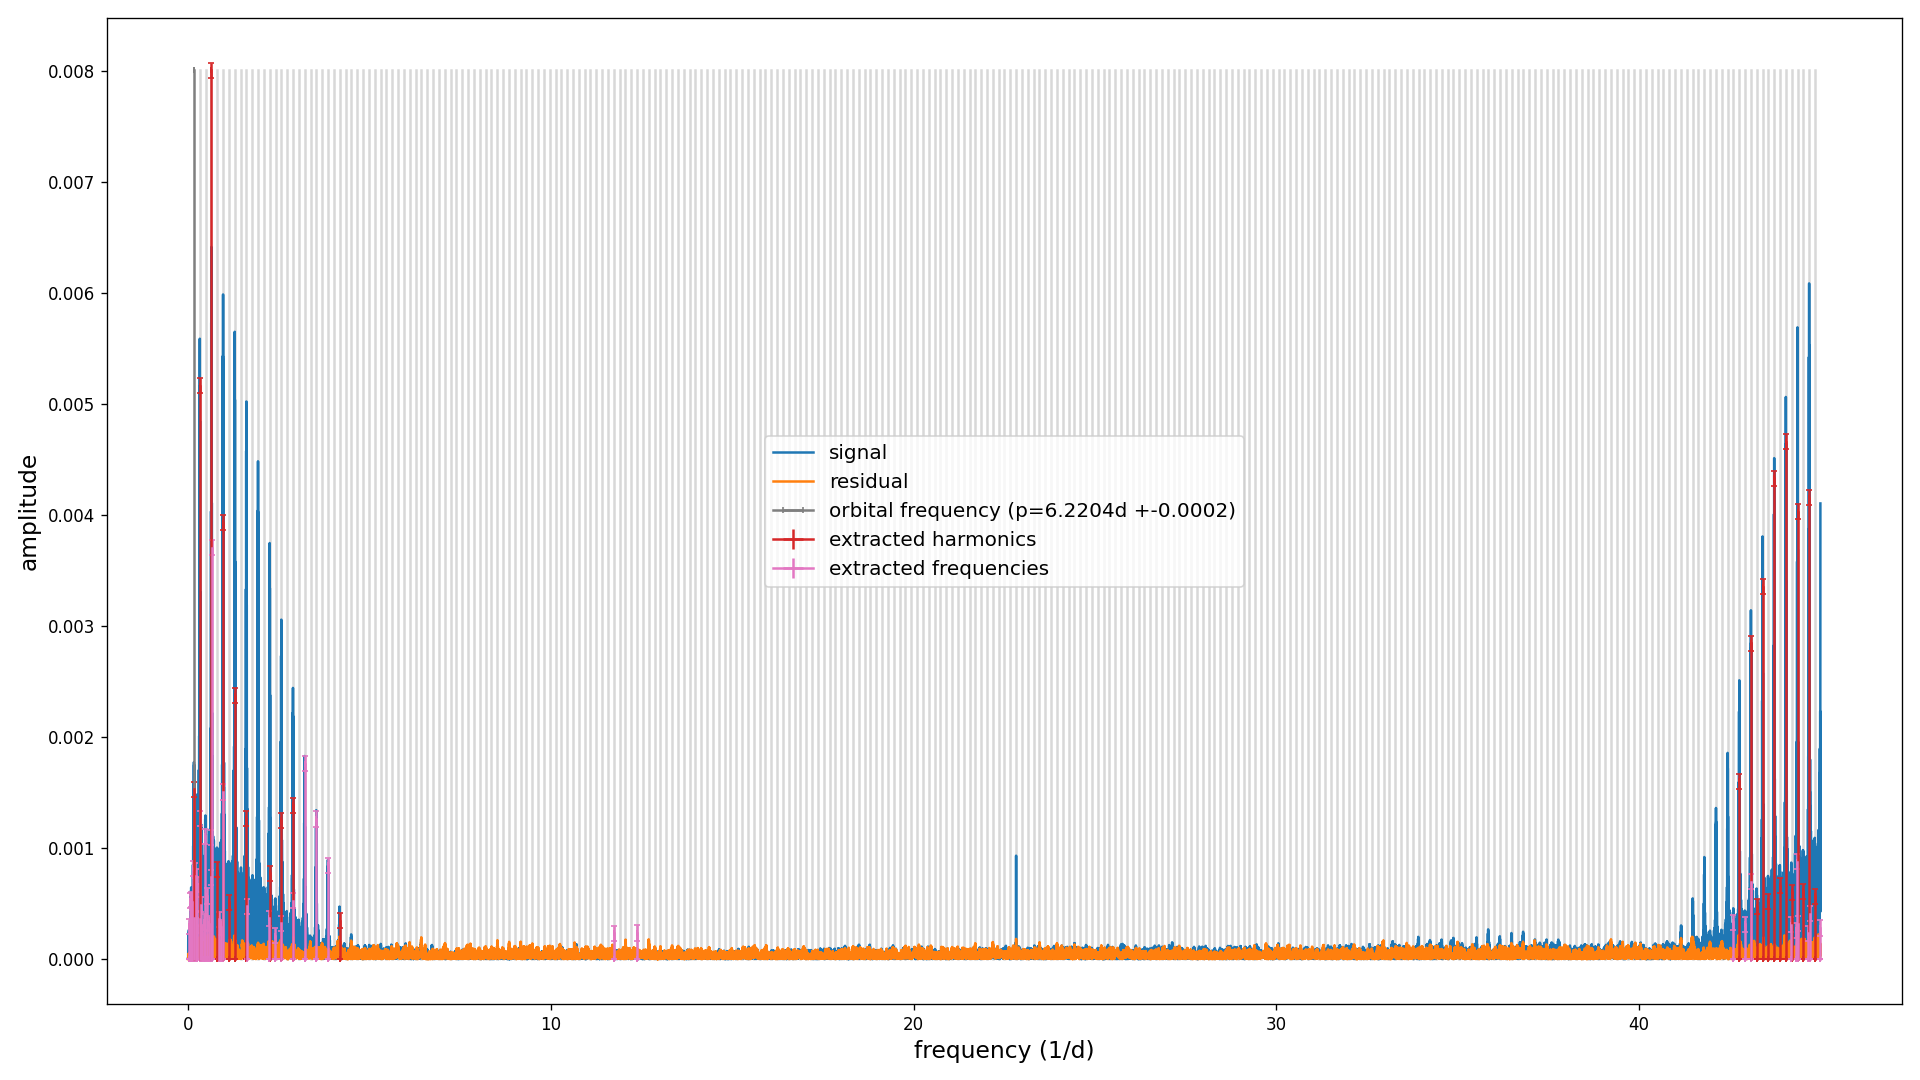 0.008
0.007
0.006
0.005
0.004
0.003
0.002
0.001
0.000
amplitude
signal
residual
orbital frequency (p=6.2204d +-0.0002)
extracted harmonics
extracted frequencies
0 10 20 30 40
frequency (1/d)